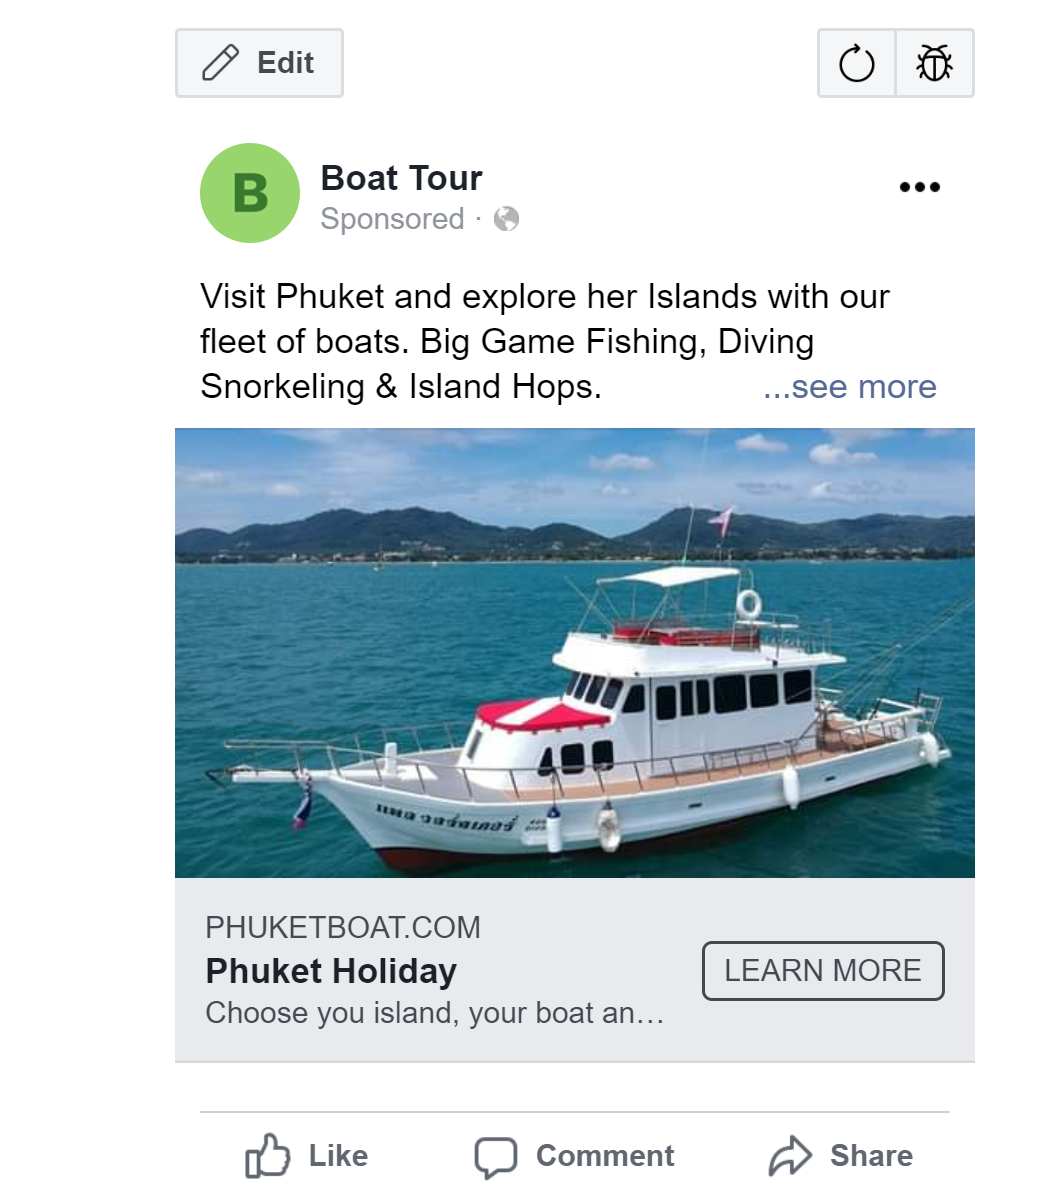 Edit
B
Boat Tour
Sponsored ·
Visit Phuket and explore her Islands with our
fleet of boats. Big Game Fishing, Diving
Snorkeling & Island Hops. ...see more
PHUKETBOAT.COM
Phuket Holiday
LEARN MORE
Choose you island, your boat an...
Like Comment Share